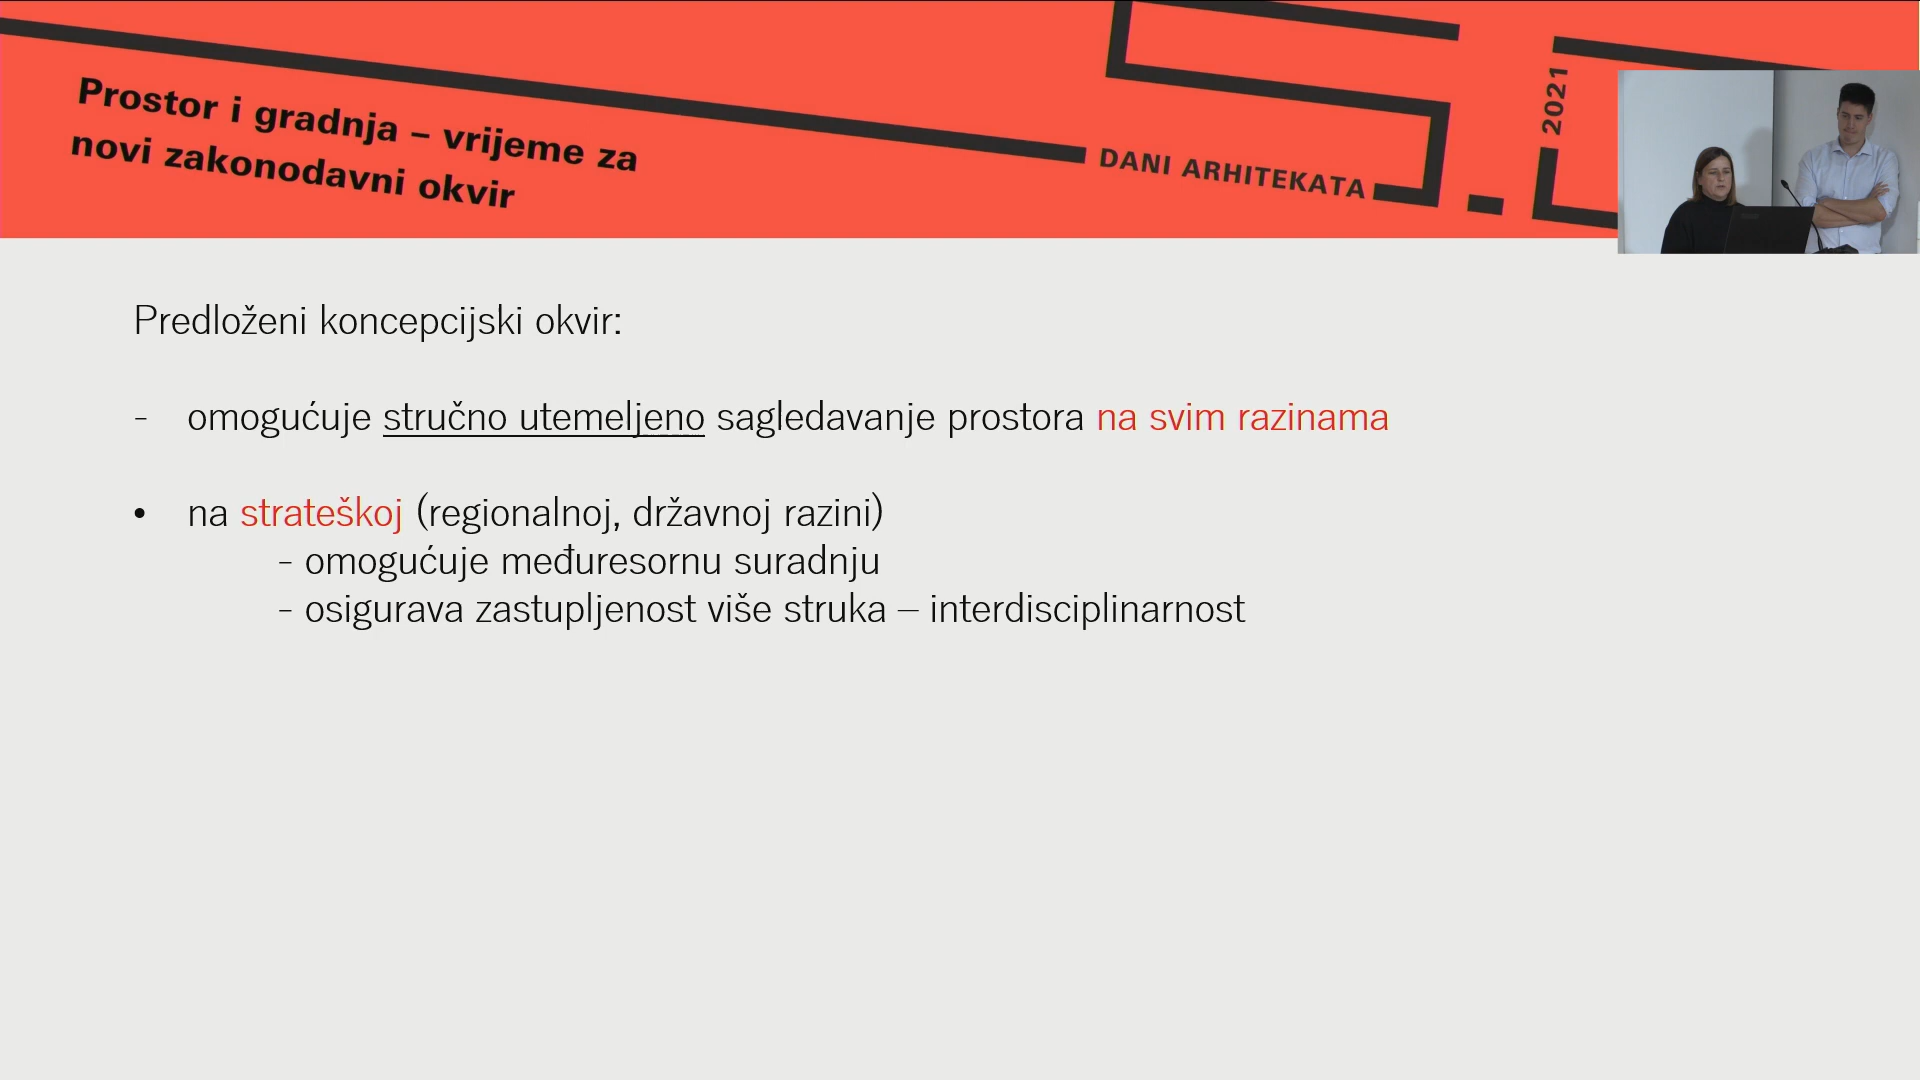 Prostor i gradnja – vrijeme za
novi zakonodavni okvir
DANI ARHITEKATA
2021
Predloženi koncepcijski okvir:
- omogućuje stručno utemeljeno sagledavanje prostora na svim razinama
• na strateškoj (regionalnoj, državnoj razini)
- omogućuje međuresornu suradnju
- osigurava zastupljenost više struka – interdisciplinarnost